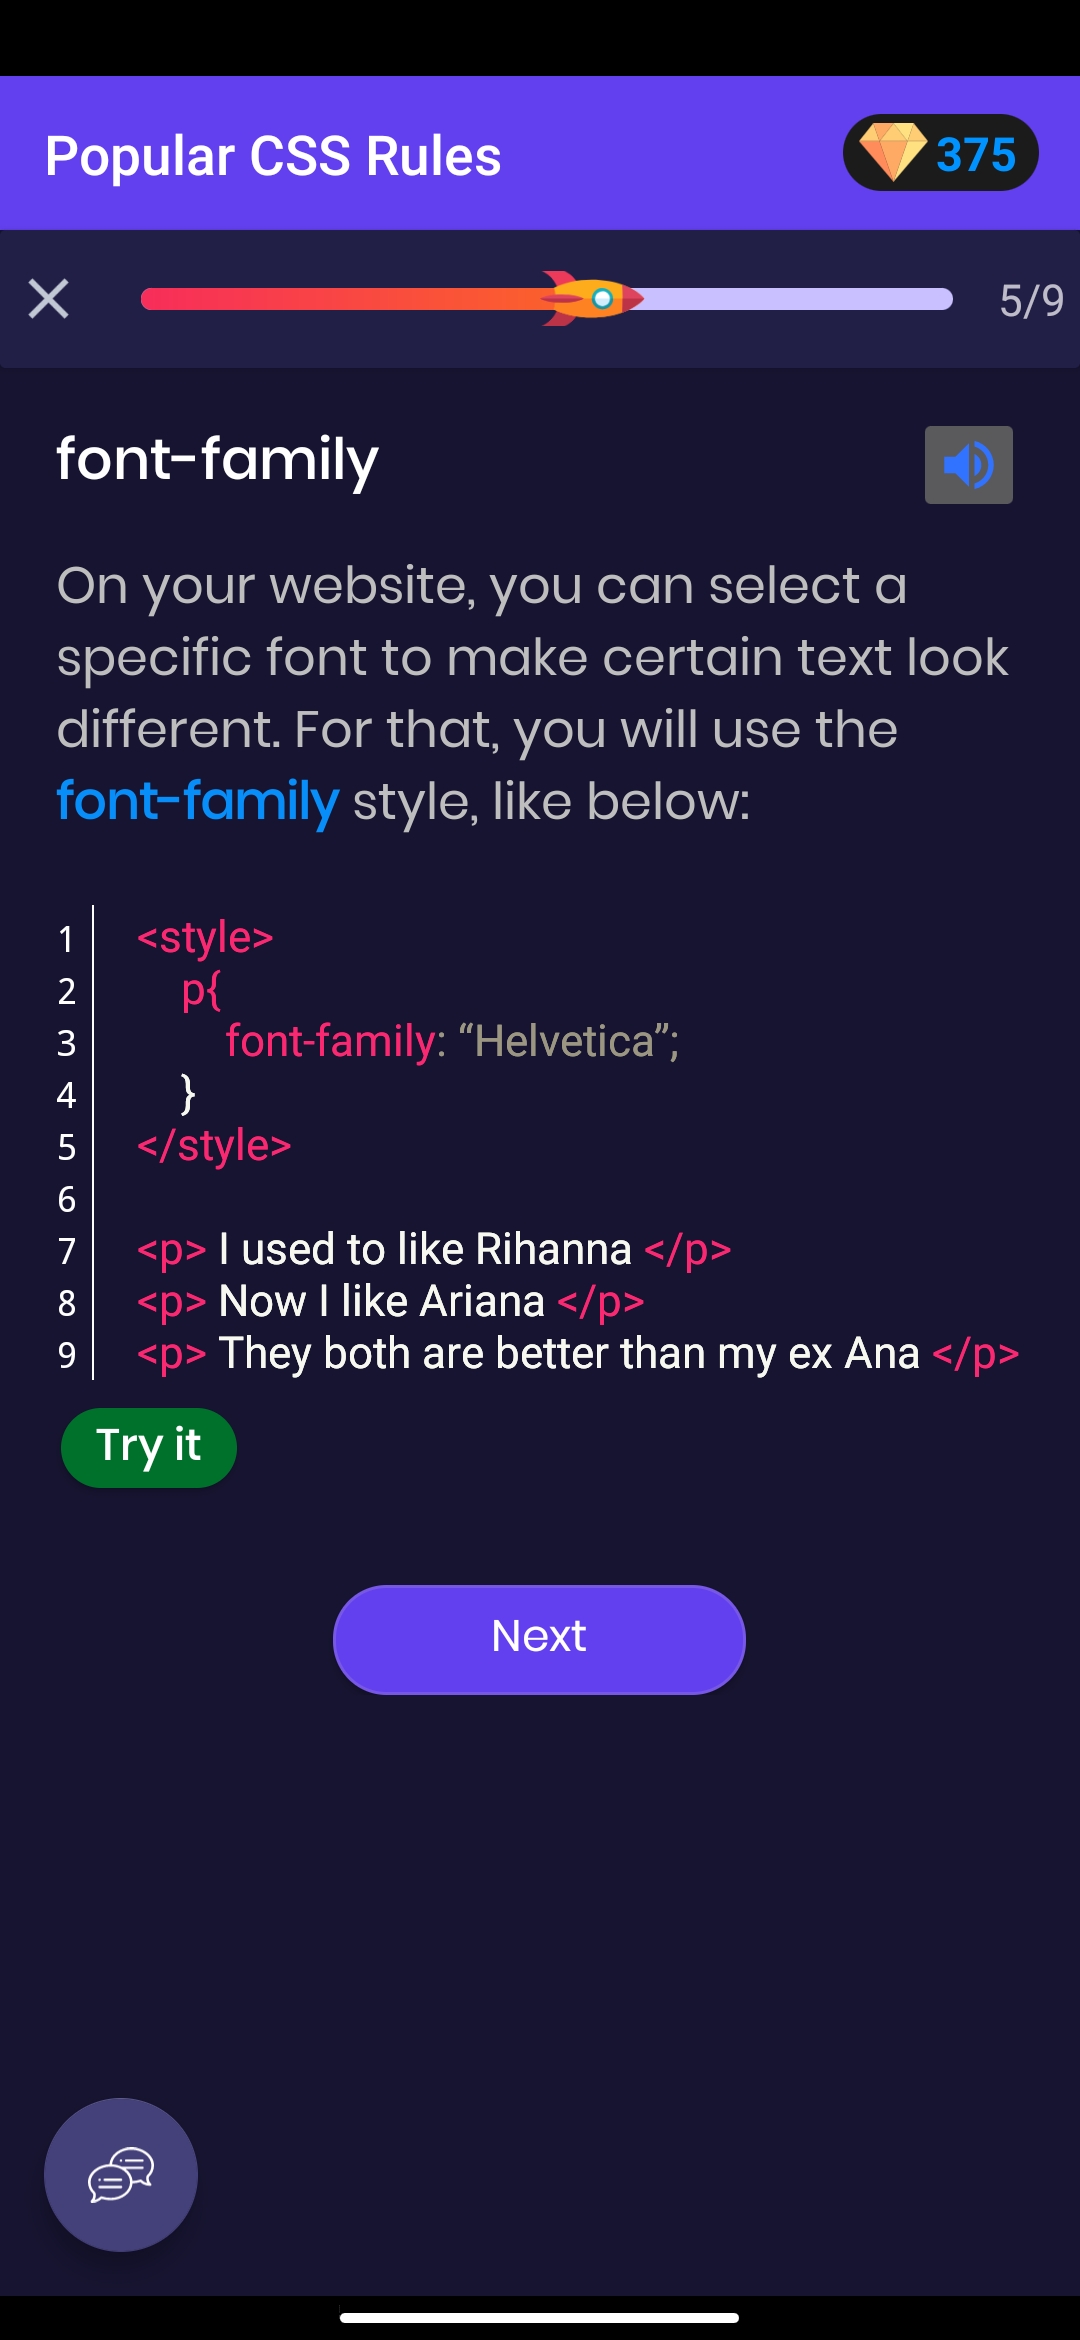 Popular CSS Rules
375
5/9
font-family
On your website, you can select a
specific font to make certain text look
different. For that, you will use the
font-family style, like below:
1 <style>
2 p{
3 font-family: “Helvetica”;
4 }
5 </style>
6
7 <p> I used to like Rihanna </p>
8 <p> Now I like Ariana </p>
9 <p> They both are better than my ex Ana </p>
Try it
Next